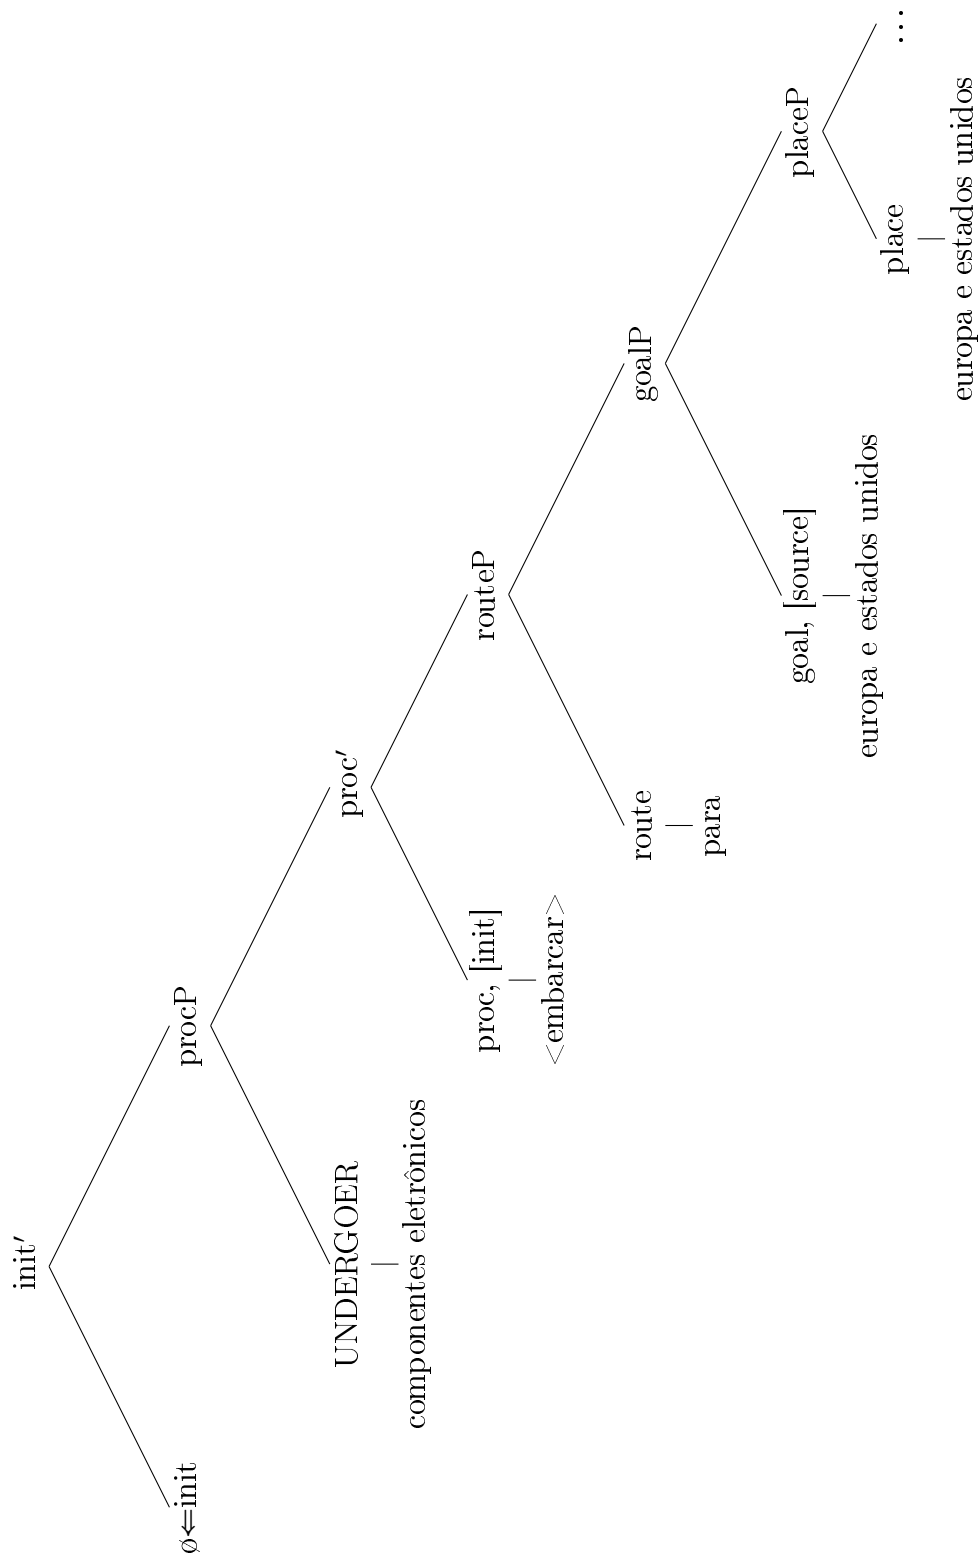 init′
ø⇐init
procP
UNDERGOER
componentes eletrônicos
proc′
proc, [init]
<embarcar>
routeP
route
para
goalP
goal, [source]
europa e estados unidos
placeP
place
europa e estados unidos
...